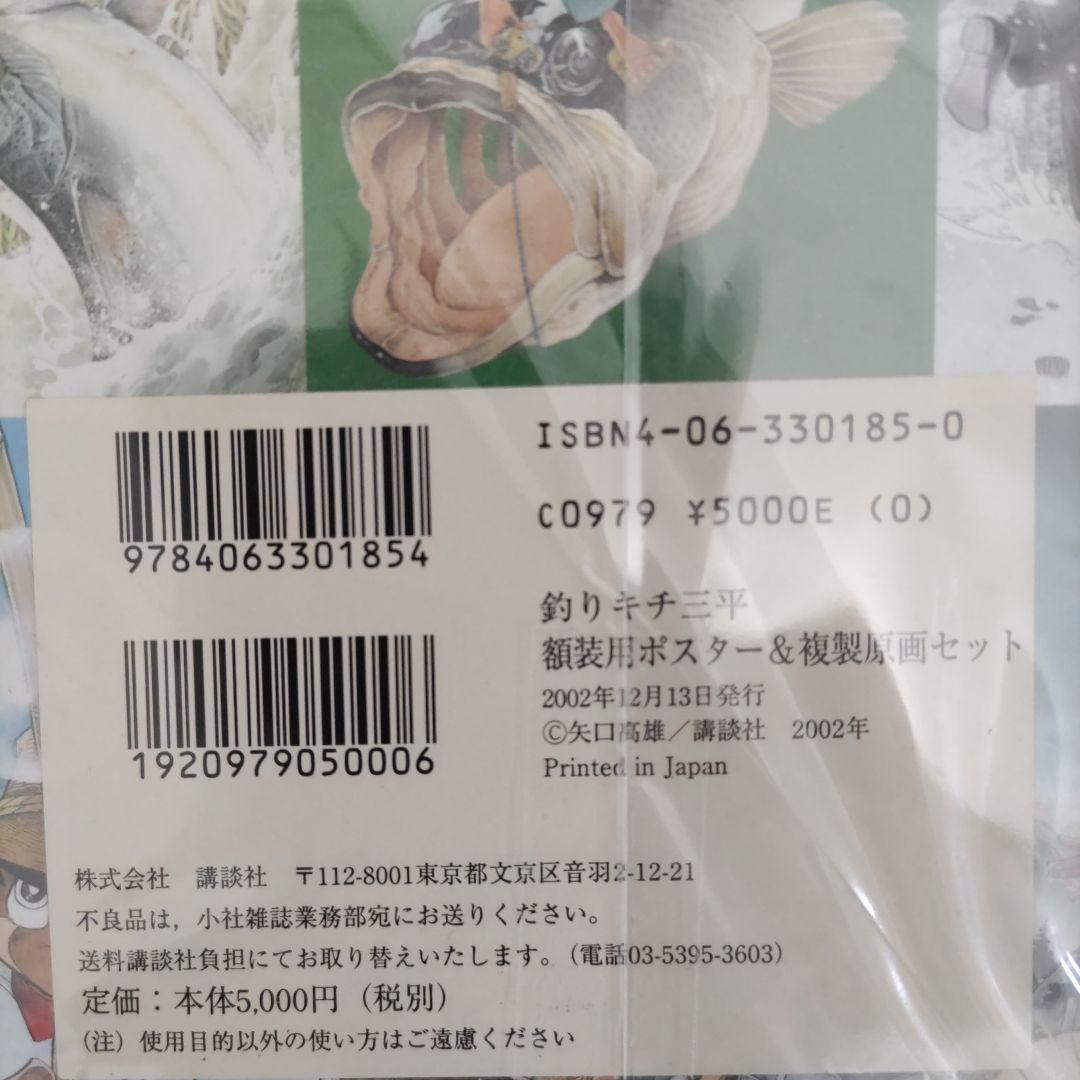 ISBN4-06-330185-0
C0979 ¥5000E (0)
9784063301854
1920979050006
釣りキチ三平
額装用ポスター&複製原画セット
2002年12月13日発行
©矢口高雄/講談社 2002年
Printed in Japan
株式会社 講談社 〒112-8001東京都文京区音羽2-12-21
不良品は,小社雑誌業務部宛にお送りください。
送料講談社負担にてお取り替えいたします。(電話03-5395-3603)
定価:本体5,000円(税別)
(注)使用目的以外の使い方はご遠慮ください